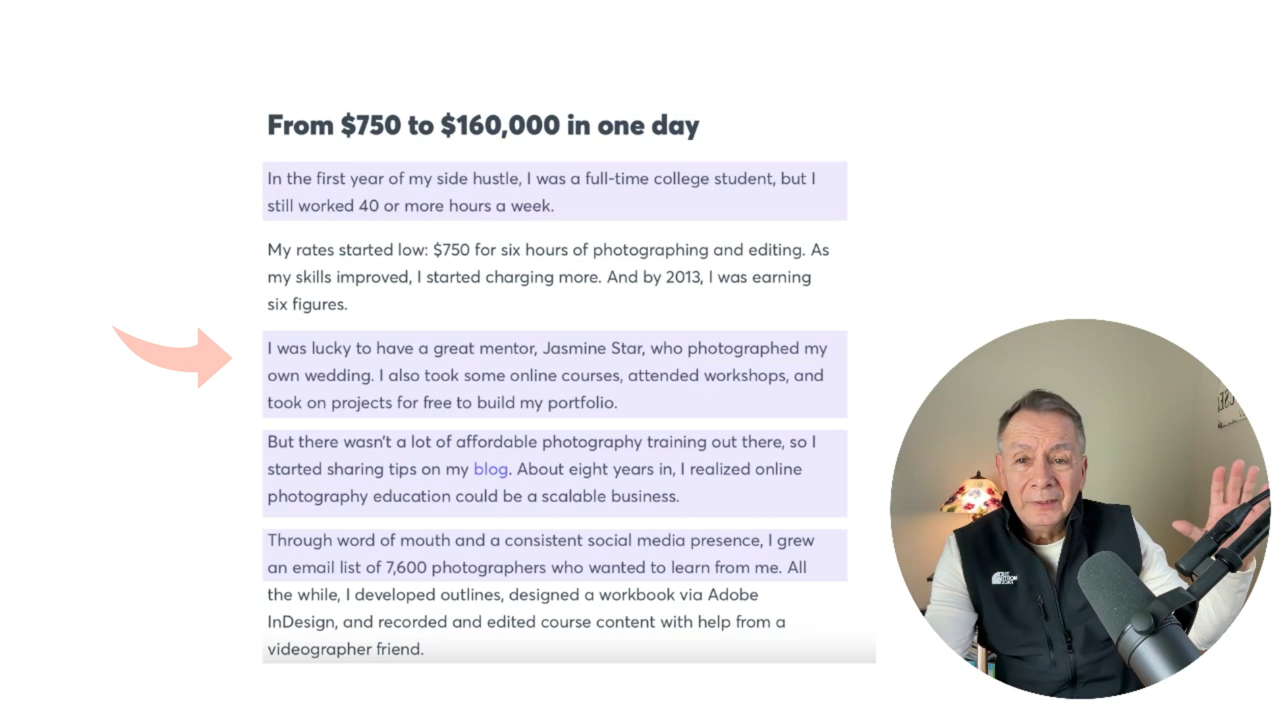 From $750 to $160,000 in one day
In the first year of my side hustle, I was a full-time college student, but I
still worked 40 or more hours a week.
My rates started low: $750 for six hours of photographing and editing. As
my skills improved, I started charging more. And by 2013, I was earning
six figures.
I was lucky to have a great mentor, Jasmine Star, who photographed my
own wedding. I also took some online courses, attended workshops, and
took on projects for free to build my portfolio.
But there wasn't a lot of affordable photography training out there, so I
started sharing tips on my blog. About eight years in, I realized online
photography education could be a scalable business.
Through word of mouth and a consistent social media presence, I grew
an email list of 7,600 photographers who wanted to learn from me. All
the while, I developed outlines, designed a workbook via Adobe
InDesign, and recorded and edited course content with help from a
videographer friend.